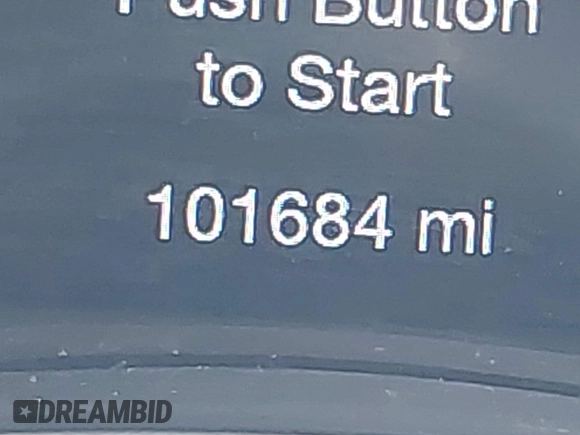 Push Button
to Start
101684 mi
DREAMBID